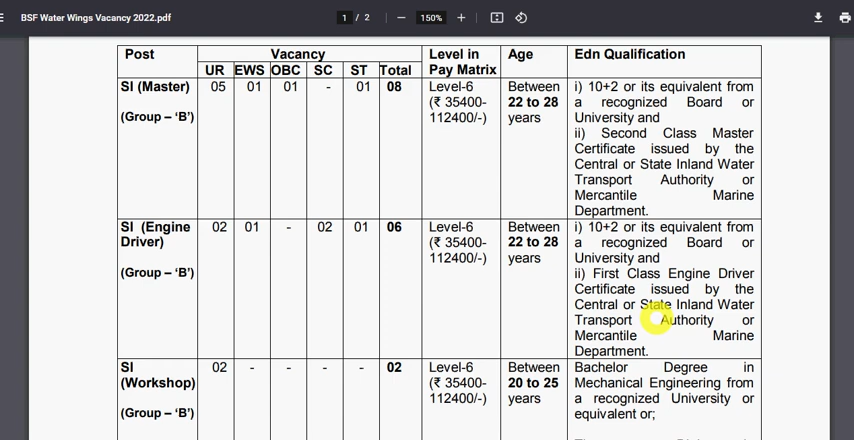 BSF Water Wings Vacancy 2022.pdf 1 / 2 — 150% +
Post Vacancy Level in Pay Matrix Age Edn Qualification
UR EWS OBC SC ST Total
SI (Master) 05 01 01 - 01 08 Level-6 Between i) 10+2 or its equivalent from
(₹ 35400- 22 to 28 a recognized Board or
(Group – 'B') 112400/-) years University and
ii) Second Class Master
Certificate issued by the
Central or State Inland Water
Transport Authority or
Mercantile Marine
Department.
SI (Engine 02 01 - 02 01 06 Level-6 Between i) 10+2 or its equivalent from
Driver) (₹ 35400- 22 to 28 a recognized Board or
112400/-) years University and
(Group – 'B') ii) First Class Engine Driver
Certificate issued by the
Central or State Inland Water
Transport Authority or
Mercantile Marine
Department.
SI 02 - - - - 02 Level-6 Between Bachelor Degree in
(Workshop) (₹ 35400- 20 to 25 Mechanical Engineering from
112400/-) years a recognized University or
(Group – 'B') equivalent or;